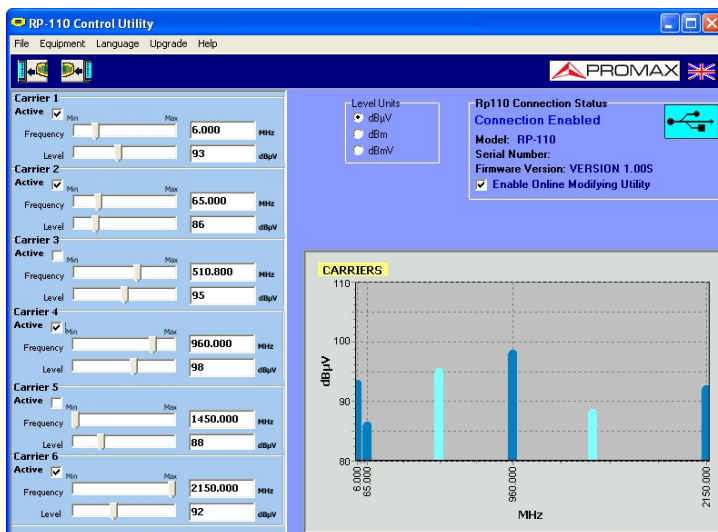 RP-110 Control Utility
File Equipment Language Upgrade Help
PROMAX
Carrier 1
Active
Min Max
Frequency 6.000 MHz
Level 93 dBµV
Carrier 2
Active
Min Max
Frequency 65.000 MHz
Level 86 dBµV
Carrier 3
Active
Min Max
Frequency 510.800 MHz
Level 95 dBµV
Carrier 4
Active
Min Max
Frequency 960.000 MHz
Level 98 dBµV
Carrier 5
Active
Min Max
Frequency 1450.000 MHz
Level 88 dBµV
Carrier 6
Active
Min Max
Frequency 2150.000 MHz
Level 92 dBµV
Level Units
dBµV
dBm
dBmV
Rp110 Connection Status
Connection Enabled
Model: RP-110
Serial Number:
Firmware Version: VERSION 1.00S
Enable Online Modifying Utility
CARRIERS
110
100
90
80
dBµV
6.000
65.000
960.000
2150.000
MHz